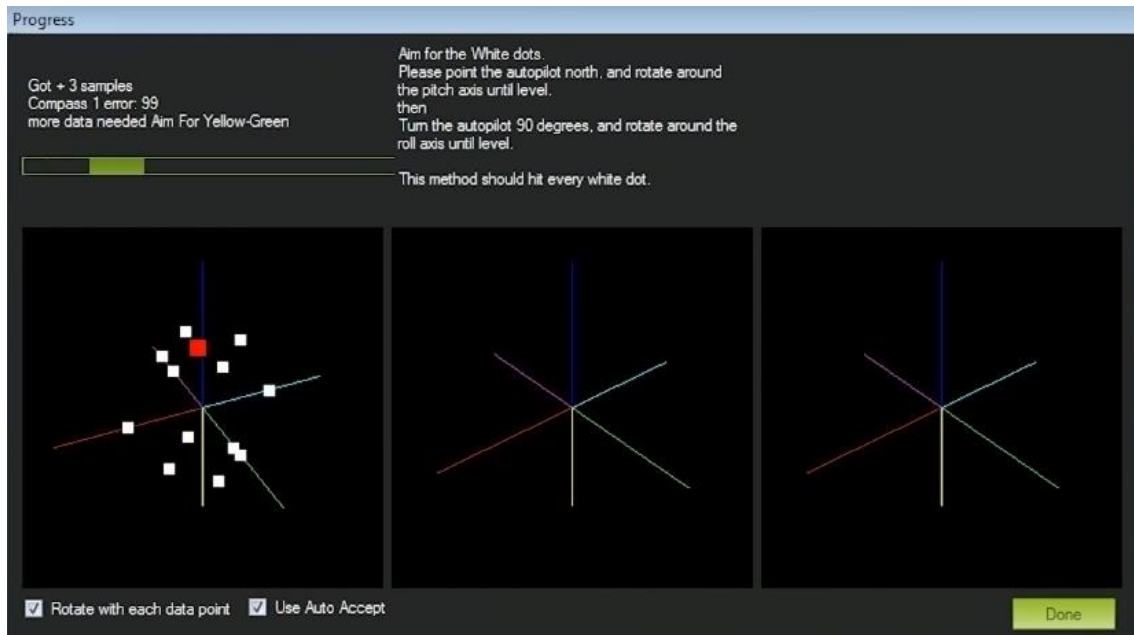 Progress
Got + 3 samples
Compass 1 error: 99
more data needed Aim For Yellow-Green
Aim for the White dots.
Please point the autopilot north, and rotate around
the pitch axis until level.
then
Turn the autopilot 90 degrees, and rotate around the
roll axis until level.
This method should hit every white dot.
Rotate with each data point
Use Auto Accept
Done